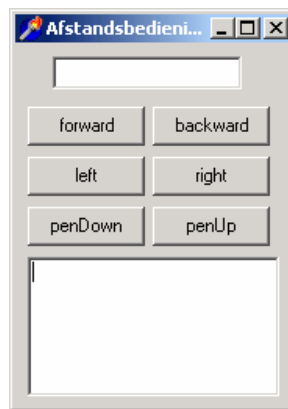 Afstandsbedieni...
forward backward
left right
penDown penUp